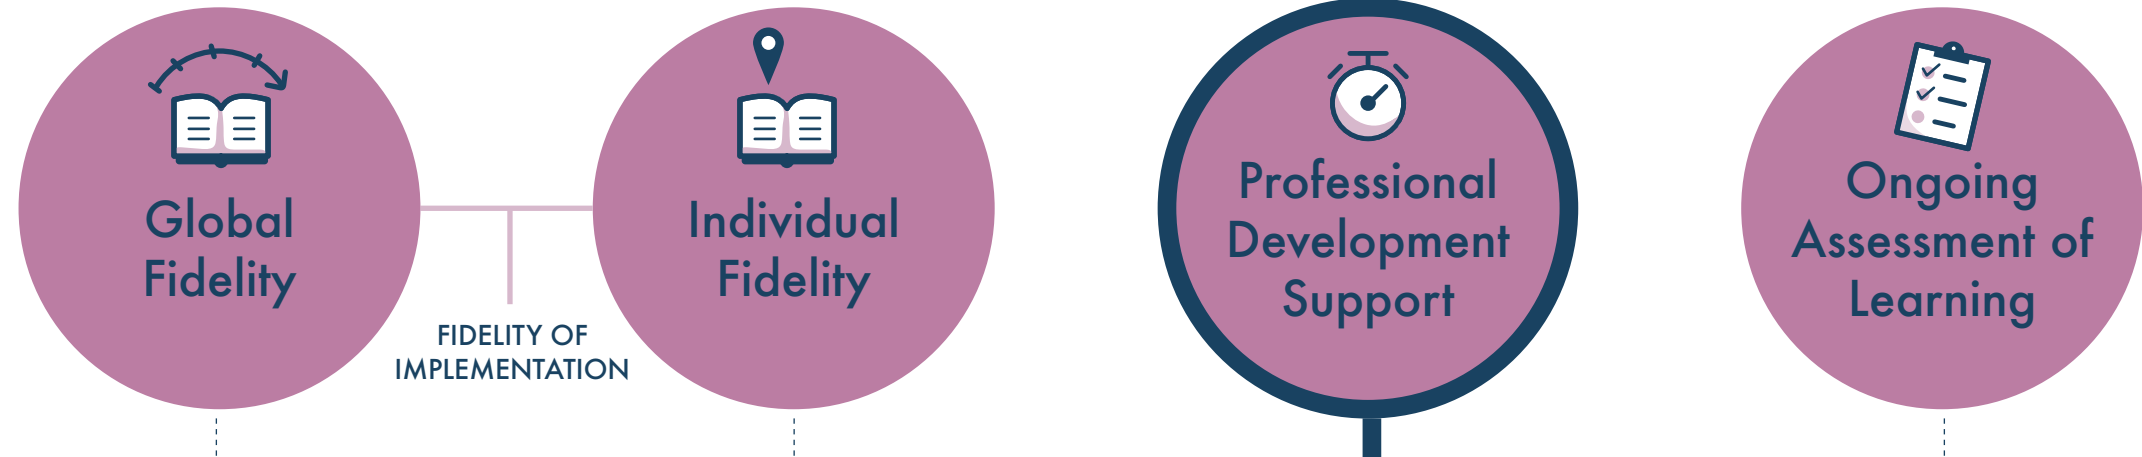 Global
Fidelity
FIDELITY OF
IMPLEMENTATION
Individual
Fidelity
Professional
Development
Support
Ongoing
Assessment of
Learning